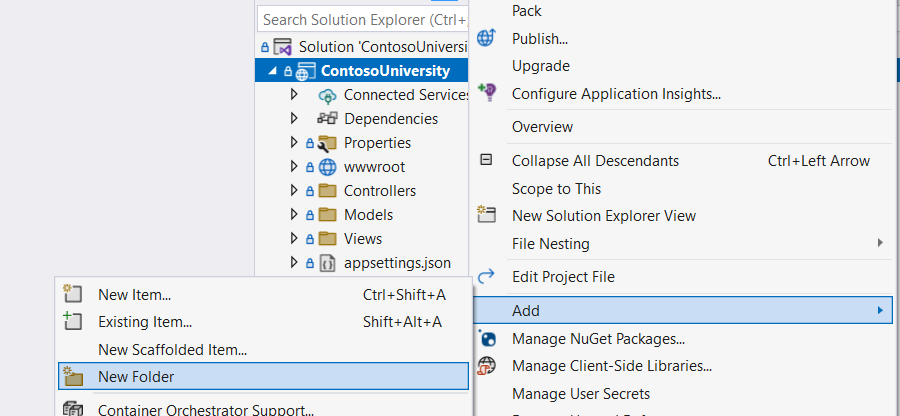 Search Solution Explorer (Ctrl+
Solution 'ContosoUniversi
ContosoUniversity
Connected Services
Dependencies
Properties
wwwroot
Controllers
Models
Views
appsettings.json
Pack
Publish...
Upgrade
Configure Application Insights...
Overview
Collapse All Descendants Ctrl+Left Arrow
Scope to This
New Solution Explorer View
File Nesting
Edit Project File
Add
Manage NuGet Packages...
Manage Client-Side Libraries...
Manage User Secrets
New Item... Ctrl+Shift+A
Existing Item... Shift+Alt+A
New Scaffolded Item...
New Folder
Container Orchestrator Support...